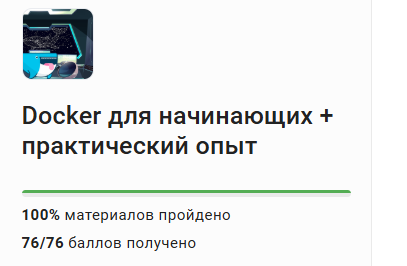 Docker для начинающих +
практический опыт
100% материалов пройдено
76/76 баллов получено